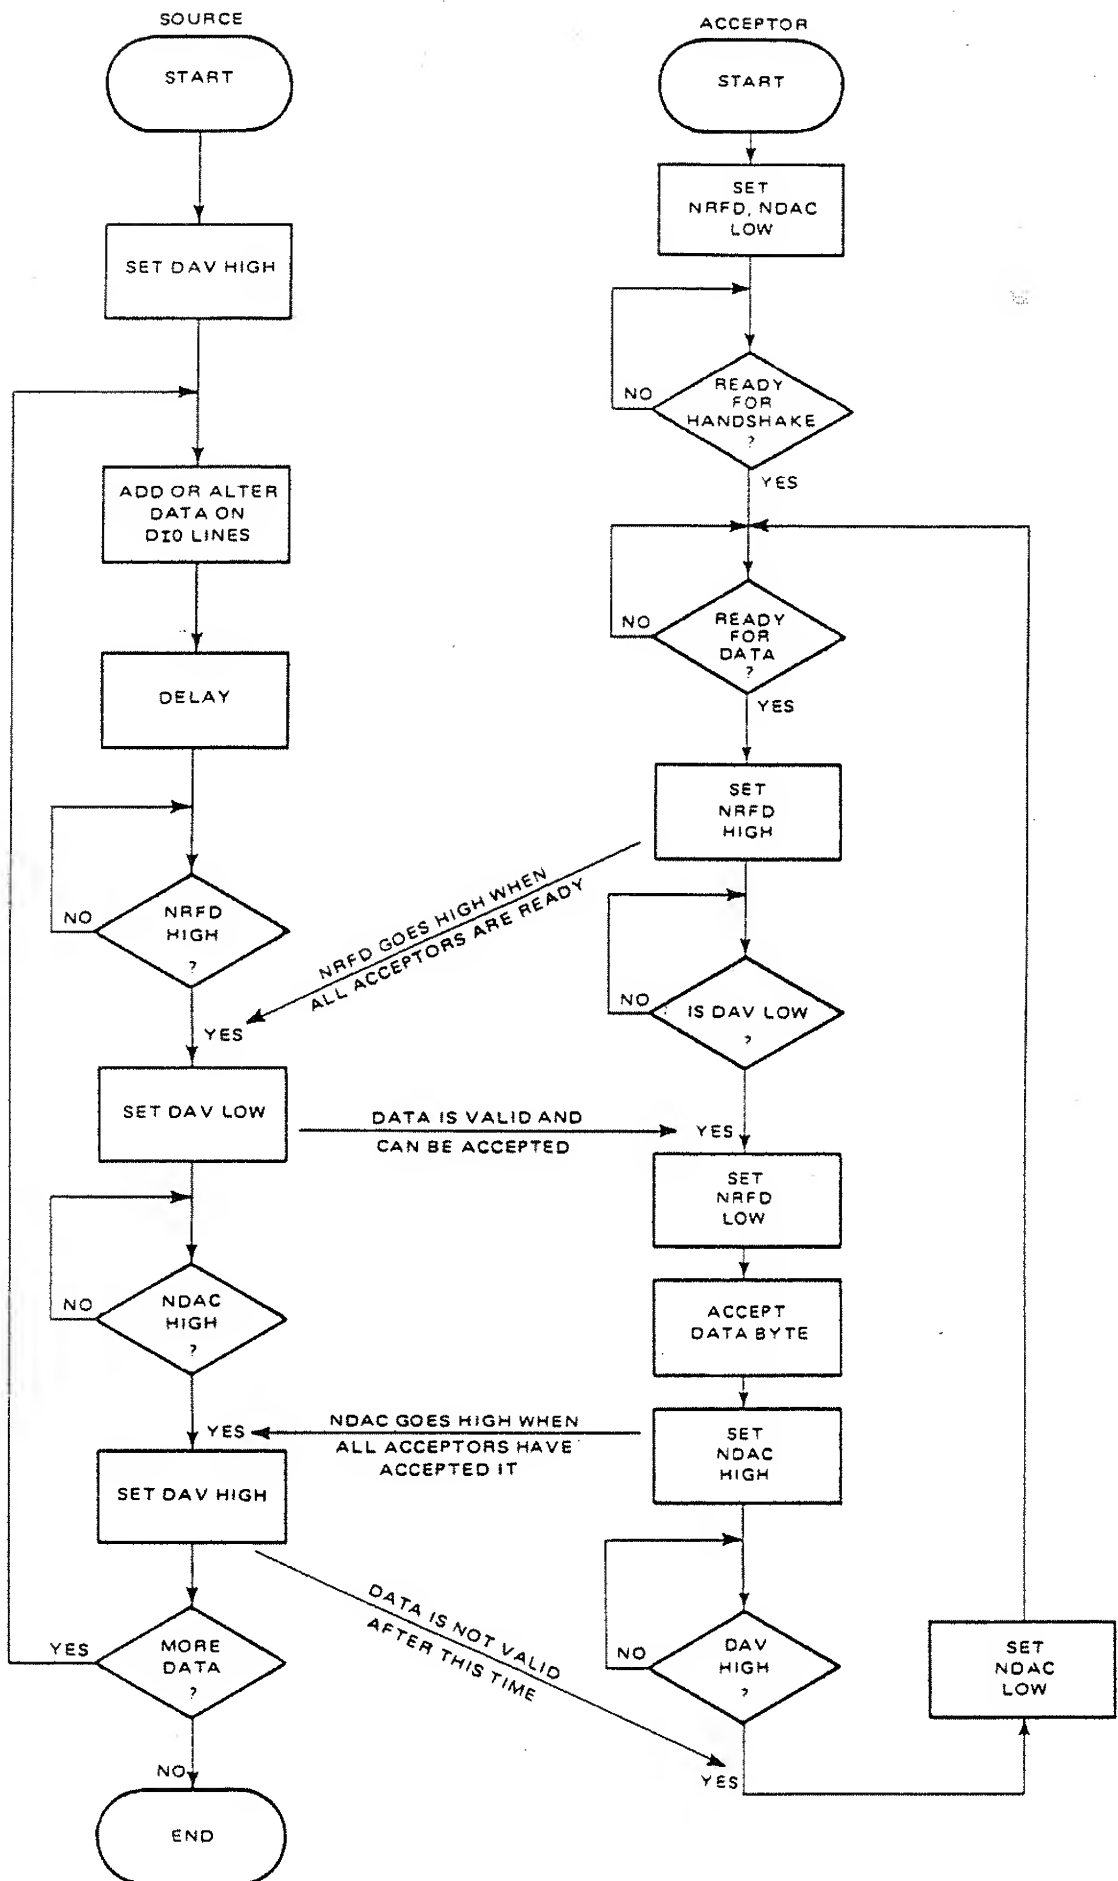 SOURCE
START
SET DAV HIGH
ADD OR ALTER
DATA ON
DIO LINES
DELAY
NO
NRFD
HIGH
?
YES
SET DAV LOW
NO
NDAC
HIGH
?
YES
SET DAV HIGH
YES
MORE
DATA
?
NO
END
NRFD GOES HIGH WHEN
ALL ACCEPTORS ARE READY
DATA IS VALID AND
CAN BE ACCEPTED
NDAC GOES HIGH WHEN
ALL ACCEPTORS HAVE
ACCEPTED IT
DATA IS NOT VALID
AFTER THIS TIME
ACCEPTOR
START
SET
NRFD, NDAC
LOW
NO
READY
FOR
HANDSHAKE
?
YES
NO
READY
FOR
DATA
?
YES
SET
NRFD
HIGH
NO
IS DAV LOW
?
YES
SET
NRFD
LOW
ACCEPT
DATA BYTE
SET
NDAC
HIGH
NO
DAV
HIGH
?
YES
SET
NDAC
LOW